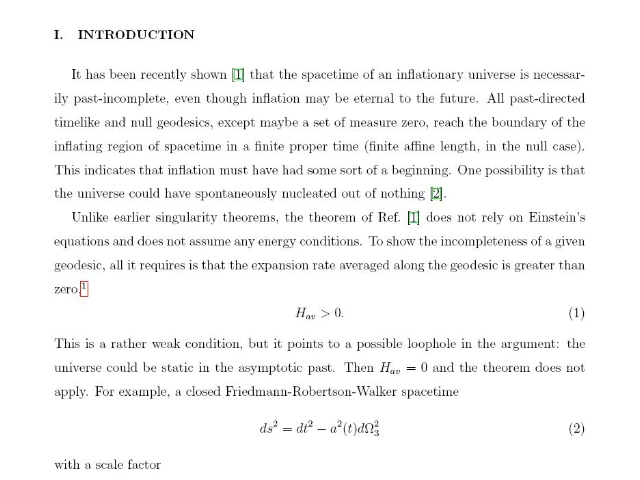 I. INTRODUCTION
It has been recently shown [1] that the spacetime of an inflationary universe is necessar-
ily past-incomplete, even though inflation may be eternal to the future. All past-directed
timelike and null geodesics, except maybe a set of measure zero, reach the boundary of the
inflating region of spacetime in a finite proper time (finite affine length, in the null case).
This indicates that inflation must have had some sort of a beginning. One possibility is that
the universe could have spontaneously nucleated out of nothing [2].
Unlike earlier singularity theorems, the theorem of Ref. [1] does not rely on Einstein's
equations and does not assume any energy conditions. To show the incompleteness of a given
geodesic, all it requires is that the expansion rate averaged along the geodesic is greater than
zero.¹
H_{av} > 0. (1)
This is a rather weak condition, but it points to a possible loophole in the argument: the
universe could be static in the asymptotic past. Then H_{av} = 0 and the theorem does not
apply. For example, a closed Friedmann-Robertson-Walker spacetime
ds² = dt² − a²(t)dΩ₃² (2)
with a scale factor